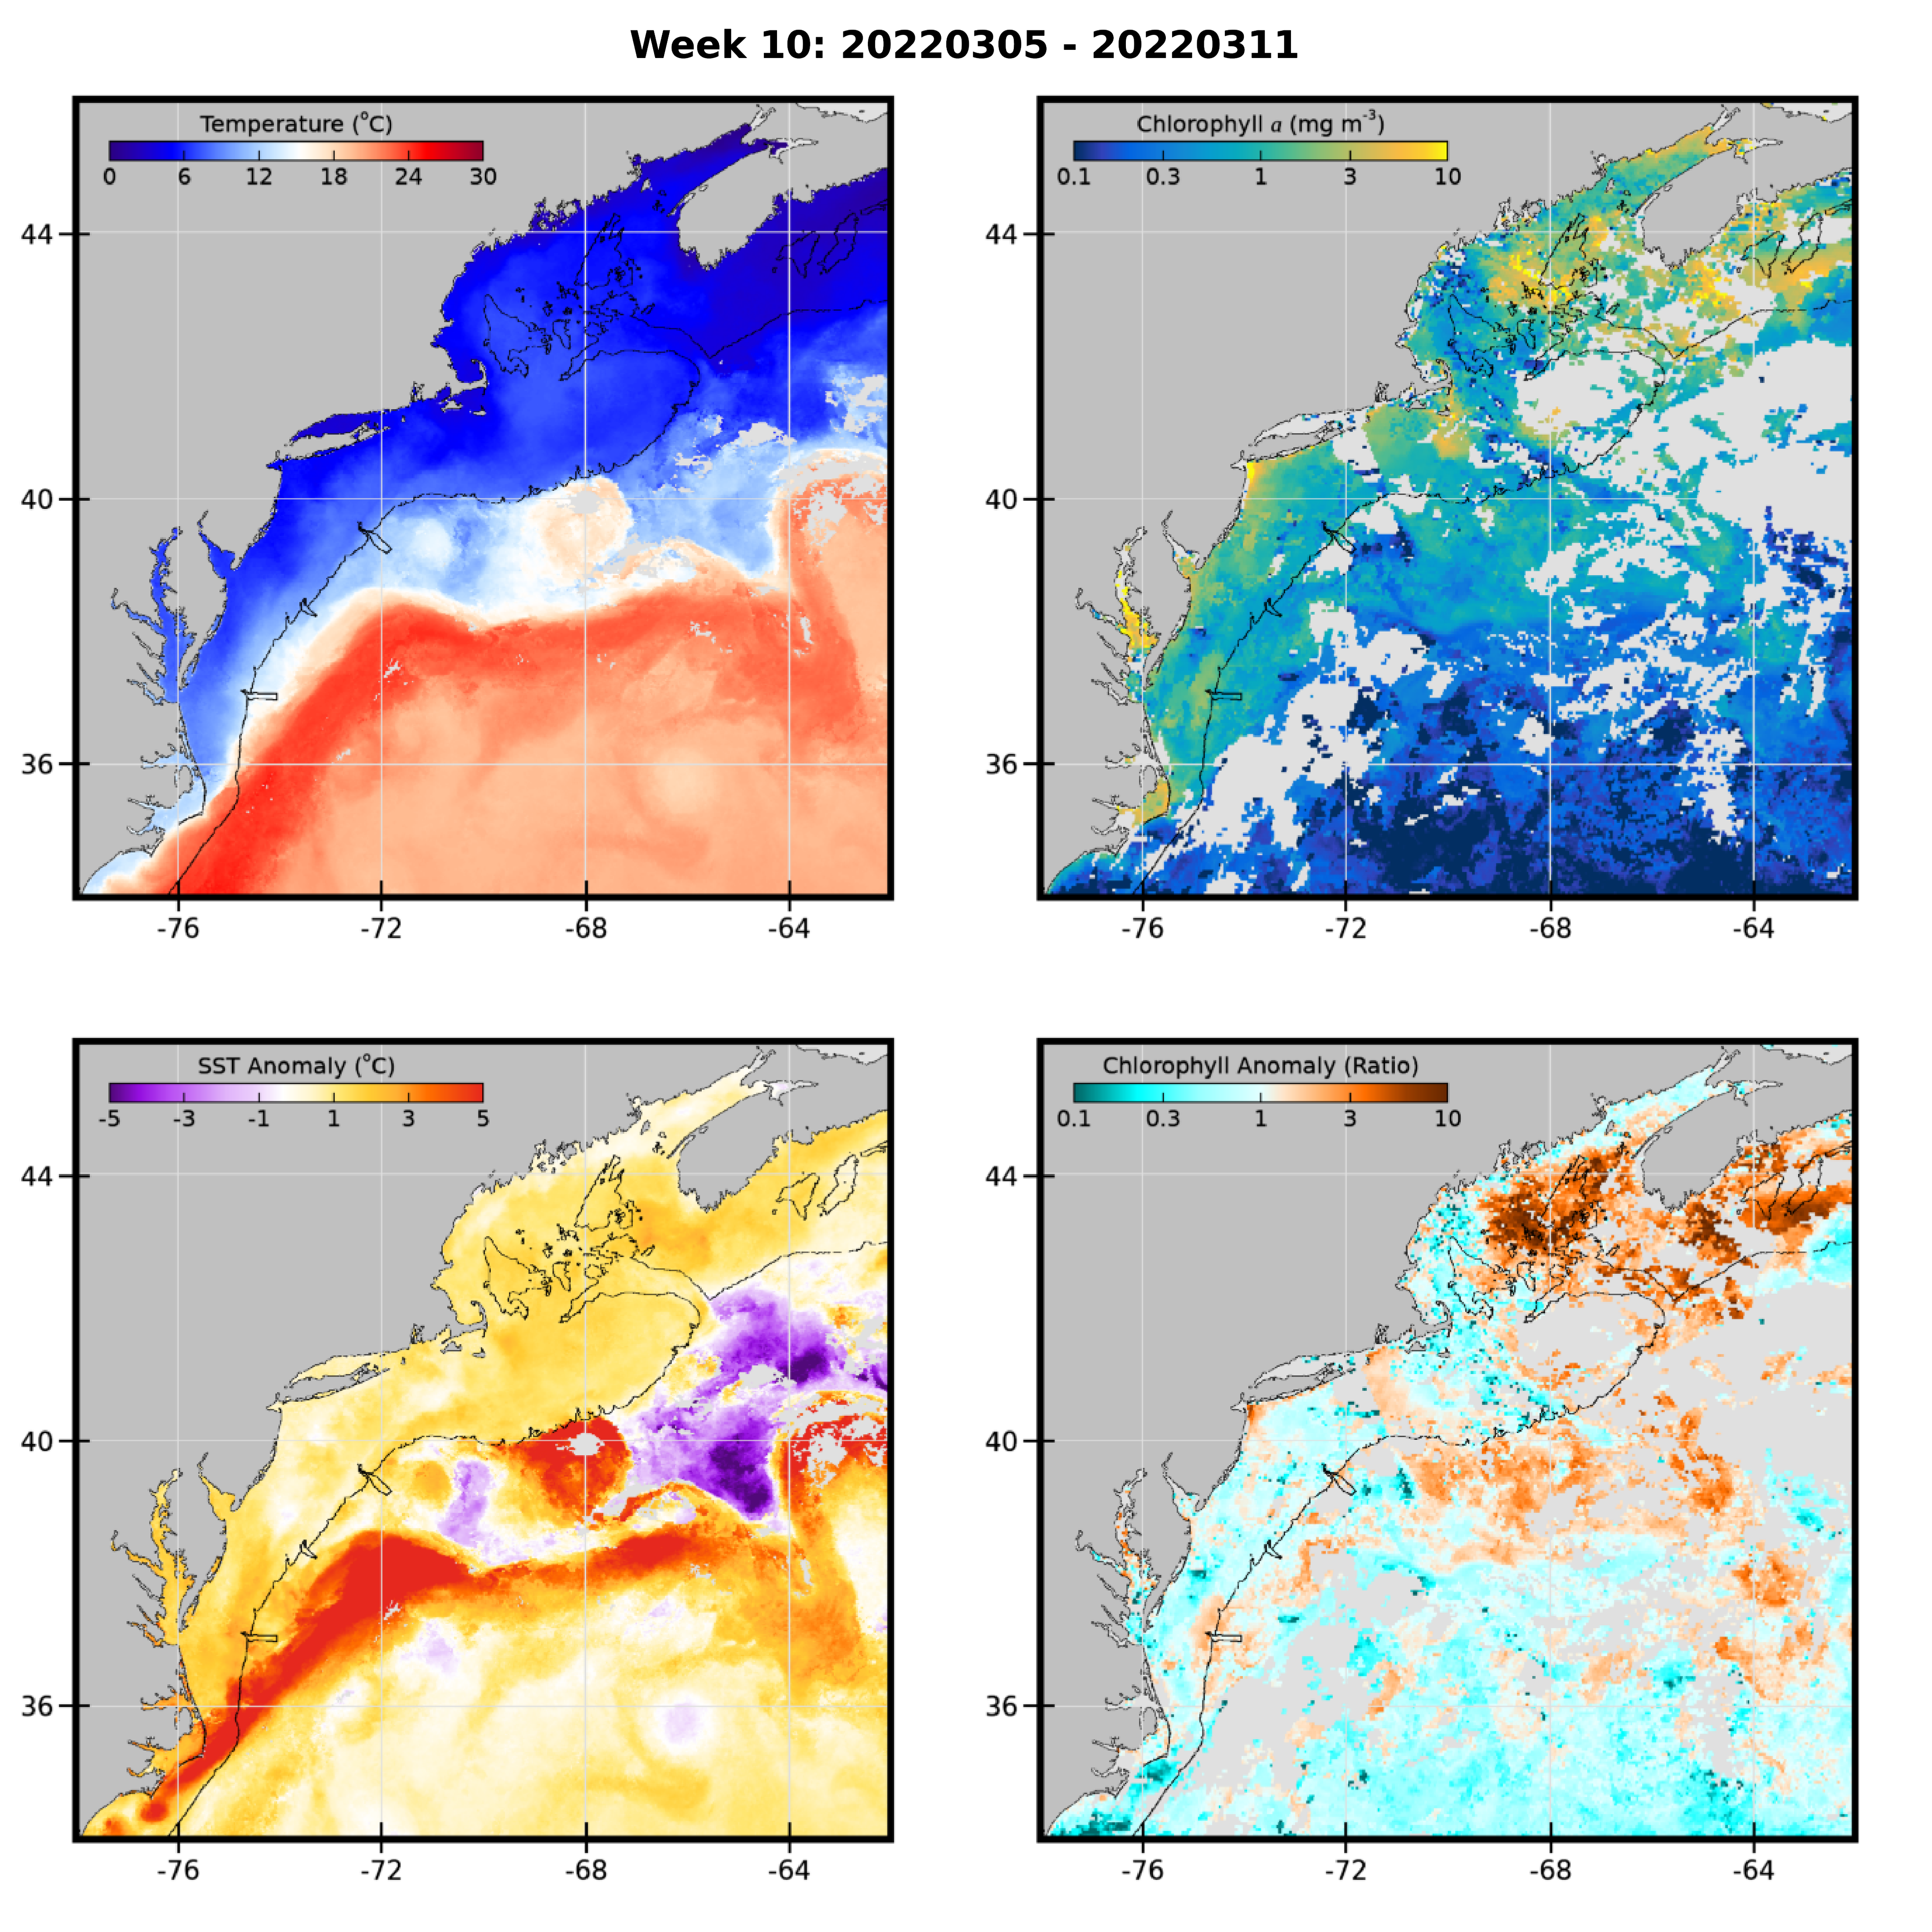 Week 10: 20220305 - 20220311
Temperature (°C)
0 6 12 18 24 30
44
40
36
-76 -72 -68 -64
Chlorophyll a (mg m⁻³)
0.1 0.3 1 3 10
44
40
36
-76 -72 -68 -64
SST Anomaly (°C)
-5 -3 -1 1 3 5
44
40
36
-76 -72 -68 -64
Chlorophyll Anomaly (Ratio)
0.1 0.3 1 3 10
44
40
36
-76 -72 -68 -64